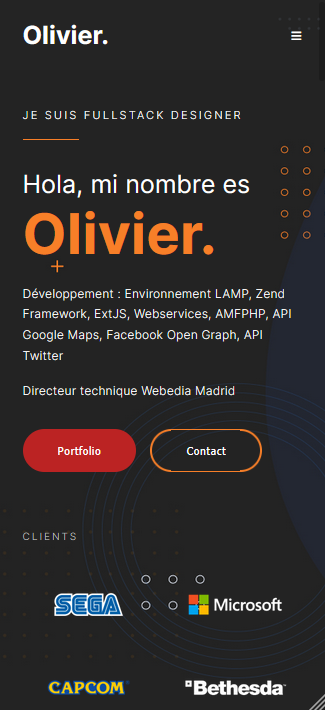 Olivier.
JE SUIS FULLSTACK DESIGNER
Hola, mi nombre es
Olivier.
Développement : Environnement LAMP, Zend
Framework, ExtJS, Webservices, AMFPHP, API
Google Maps, Facebook Open Graph, API
Twitter
Directeur technique Webedia Madrid
Portfolio Contact
CLIENTS
SEGA Microsoft
CAPCOM Bethesda